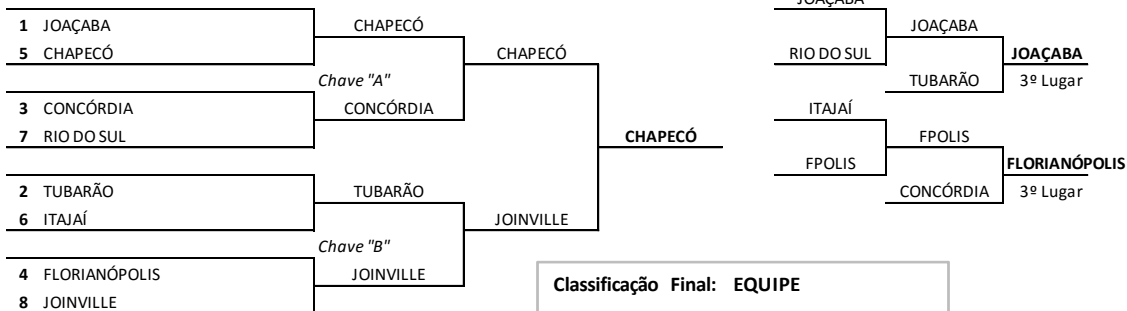 JOAÇABA
1 JOAÇABA CHAPECÓ JOAÇABA
5 CHAPECÓ CHAPECÓ RIO DO SUL JOAÇABA
Chave "A" TUBARÃO 3º Lugar
3 CONCÓRDIA CONCÓRDIA ITAJAÍ
7 RIO DO SUL CHAPECÓ FPOLIS
FPOLIS FLORIANÓPOLIS
2 TUBARÃO TUBARÃO CONCÓRDIA 3º Lugar
6 ITAJAÍ JOINVILLE
Chave "B"
4 FLORIANÓPOLIS JOINVILLE Classificação Final: EQUIPE
8 JOINVILLE